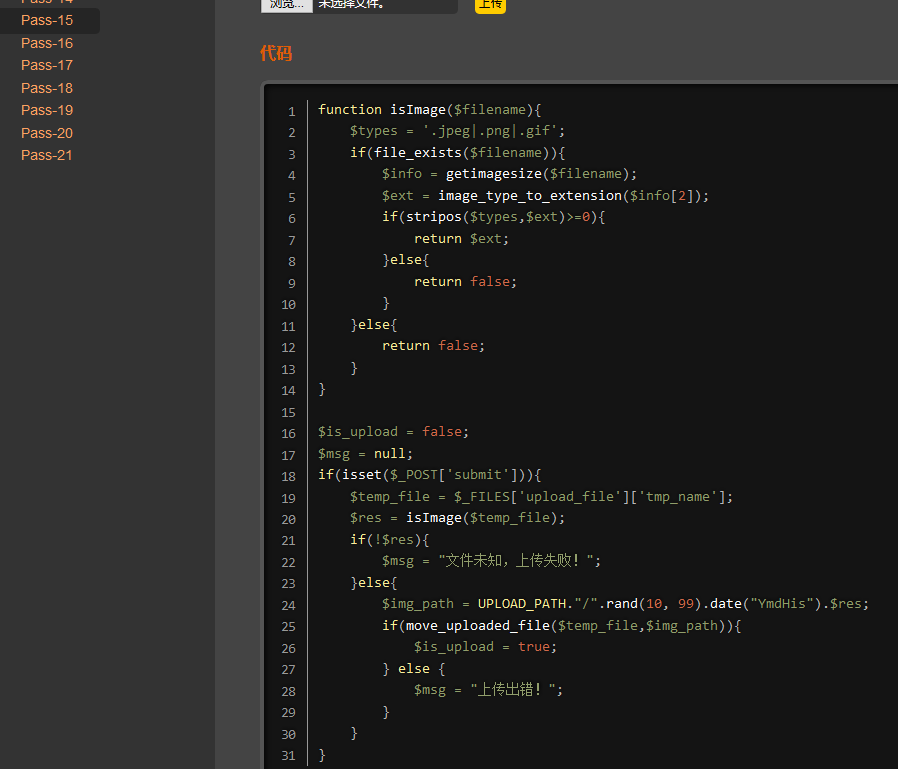 Pass-14
Pass-15
Pass-16
Pass-17
Pass-18
Pass-19
Pass-20
Pass-21
浏览... 未选择文件。 上传
代码
1 function isImage($filename){
2     $types = '.jpeg|.png|.gif';
3     if(file_exists($filename)){
4         $info = getimagesize($filename);
5         $ext = image_type_to_extension($info[2]);
6         if(stripos($types,$ext)>=0){
7             return $ext;
8         }else{
9             return false;
10         }
11     }else{
12         return false;
13     }
14 }
15
16 $is_upload = false;
17 $msg = null;
18 if(isset($_POST['submit'])){
19     $temp_file = $_FILES['upload_file']['tmp_name'];
20     $res = isImage($temp_file);
21     if(!$res){
22         $msg = "文件未知，上传失败！";
23     }else{
24         $img_path = UPLOAD_PATH."/".rand(10, 99).date("YmdHis").$res;
25         if(move_uploaded_file($temp_file,$img_path)){
26             $is_upload = true;
27         } else {
28             $msg = "上传出错！";
29         }
30     }
31 }